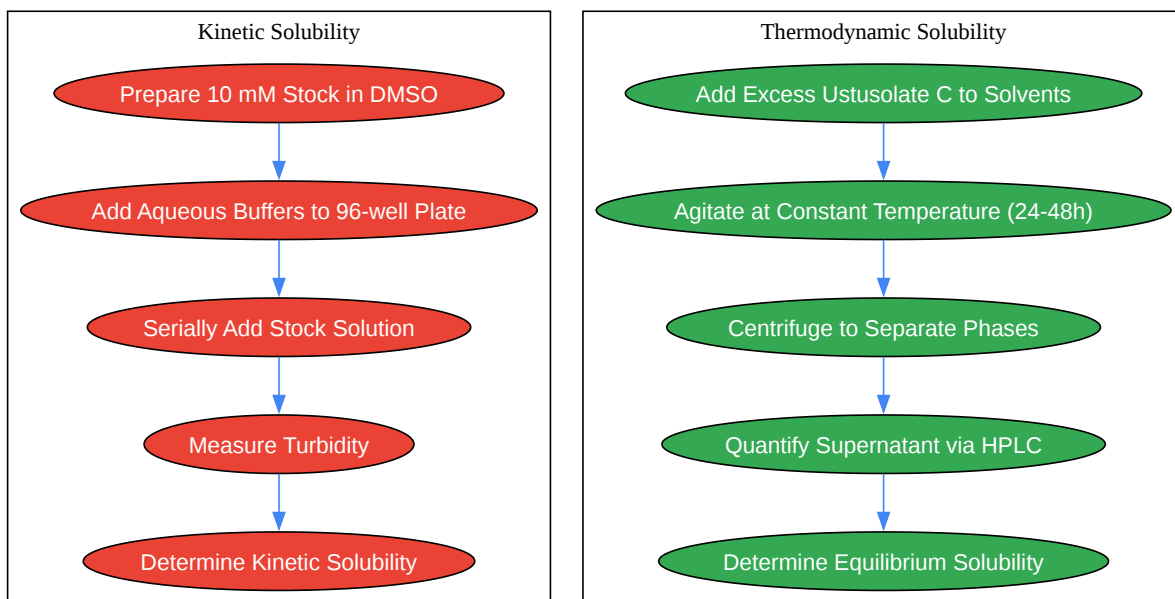 Kinetic Solubility
Prepare 10 mM Stock in DMSO
Add Aqueous Buffers to 96-well Plate
Serially Add Stock Solution
Measure Turbidity
Determine Kinetic Solubility
Thermodynamic Solubility
Add Excess Ustusolate C to Solvents
Agitate at Constant Temperature (24-48h)
Centrifuge to Separate Phases
Quantify Supernatant via HPLC
Determine Equilibrium Solubility